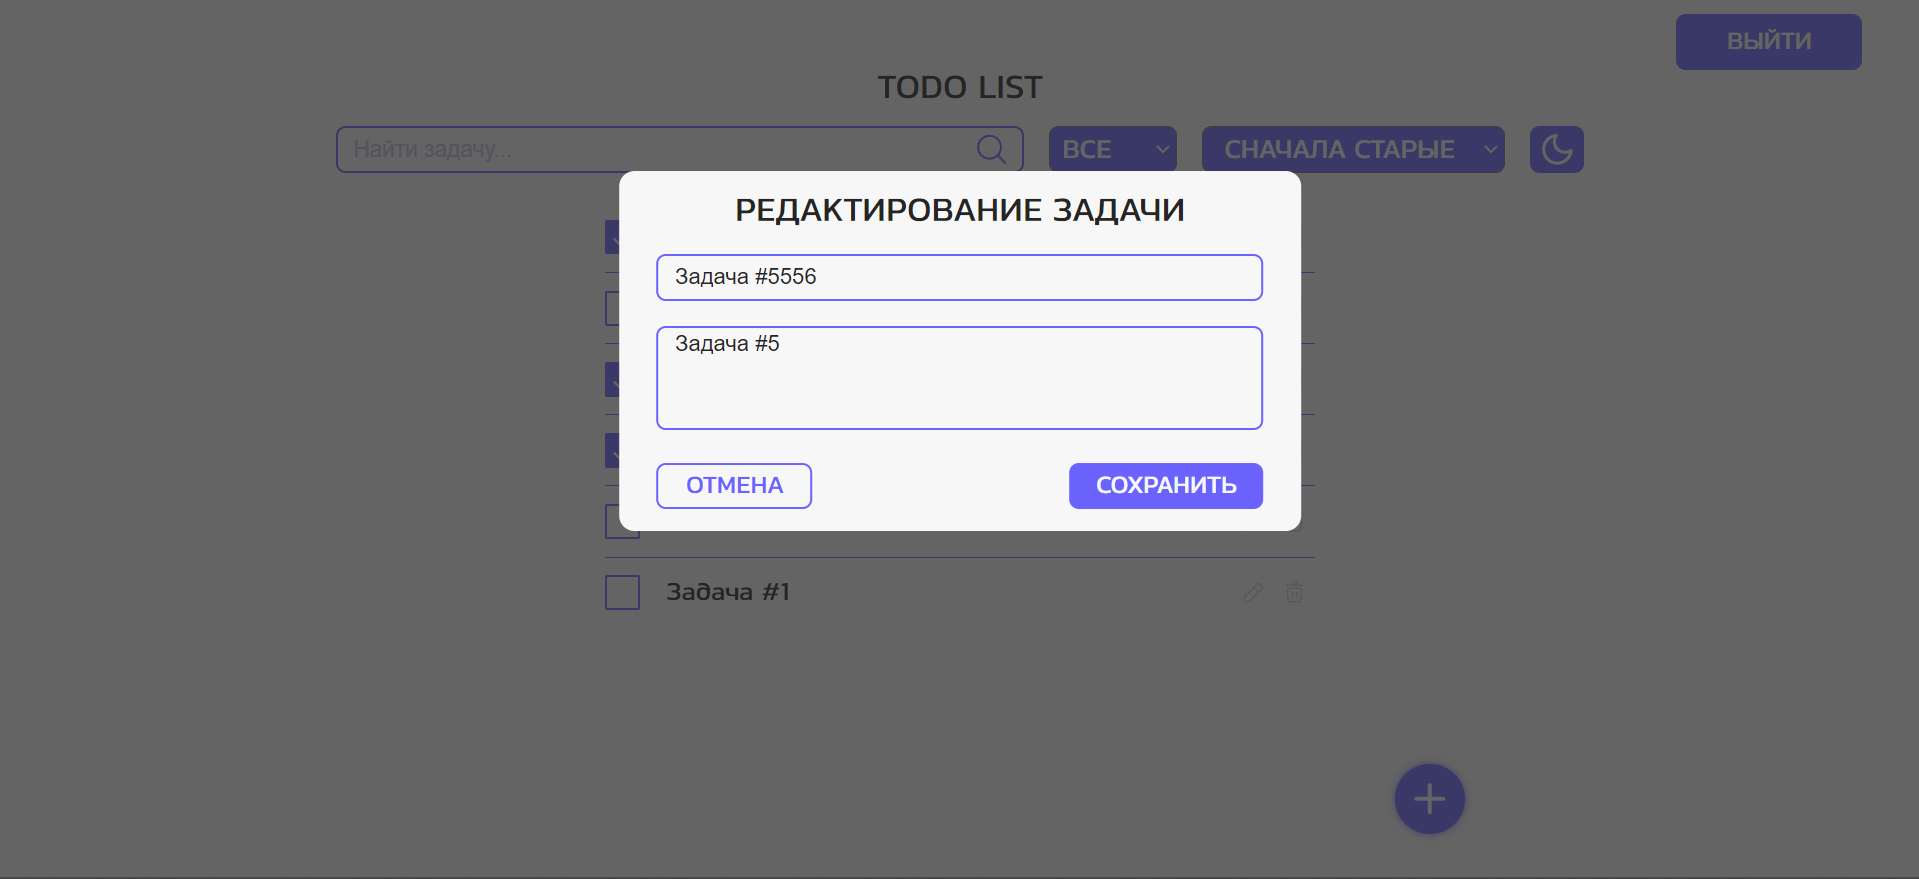 ВЫЙТИ
TODO LIST
Найти задачу...
ВСЕ
СНАЧАЛА СТАРЫЕ
РЕДАКТИРОВАНИЕ ЗАДАЧИ
Задача #5556
Задача #5
ОТМЕНА
СОХРАНИТЬ
Задача #1